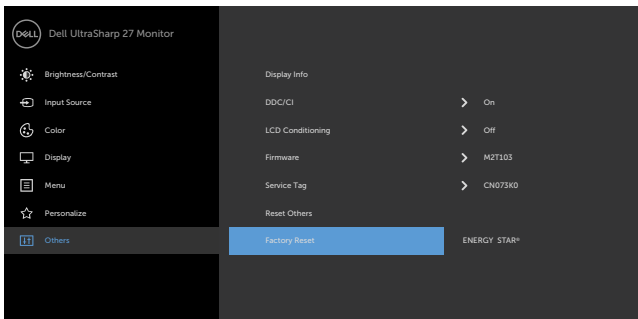 DELL Dell UltraSharp 27 Monitor
Brightness/Contrast Display Info
Input Source DDC/CI On
Color LCD Conditioning Off
Display Firmware M2T103
Menu Service Tag CN073K0
Personalize Reset Others
Others Factory Reset ENERGY STAR®